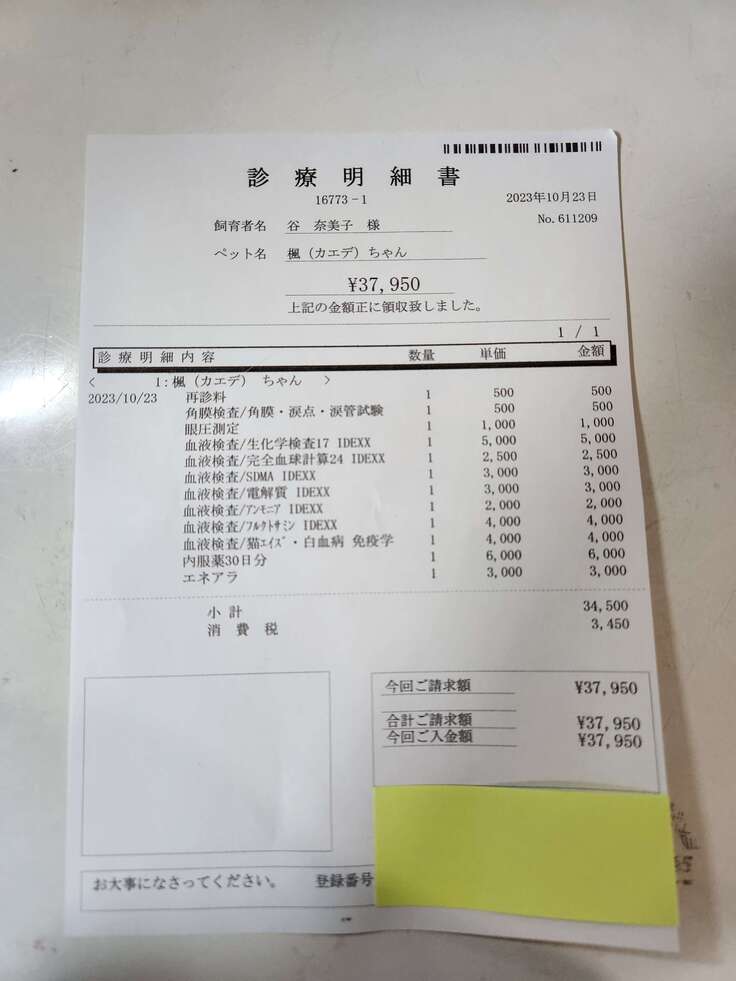 診療明細書
16773-1
2023年10月23日
No.611209
飼育者名 谷 奈美子 様
ペット名 楓（カエデ）ちゃん
¥37,950
上記の金額正に領収致しました。
1 / 1
診療明細内容 数量 単価 金額
< 1:楓（カエデ） ちゃん >
2023/10/23 再診料 1 500 500
角膜検査/角膜・涙点・涙管試験 1 500 500
眼圧測定 1 1,000 1,000
血液検査/生化学検査17 IDEXX 1 5,000 5,000
血液検査/完全血球計算24 IDEXX 1 2,500 2,500
血液検査/SDMA IDEXX 1 3,000 3,000
血液検査/電解質 IDEXX 1 3,000 3,000
血液検査/ｱﾝﾓﾆｱ IDEXX 1 2,000 2,000
血液検査/ﾌﾙｸﾄｻﾐﾝ IDEXX 1 4,000 4,000
血液検査/猫ｴｲｽﾞ・白血病 免疫学 1 4,000 4,000
内服薬30日分 1 6,000 6,000
エネアラ 1 3,000 3,000
小計 34,500
消費税 3,450
今回ご請求額 ¥37,950
合計ご請求額 ¥37,950
今回ご入金額 ¥37,950
お大事になさってください。 登録番号